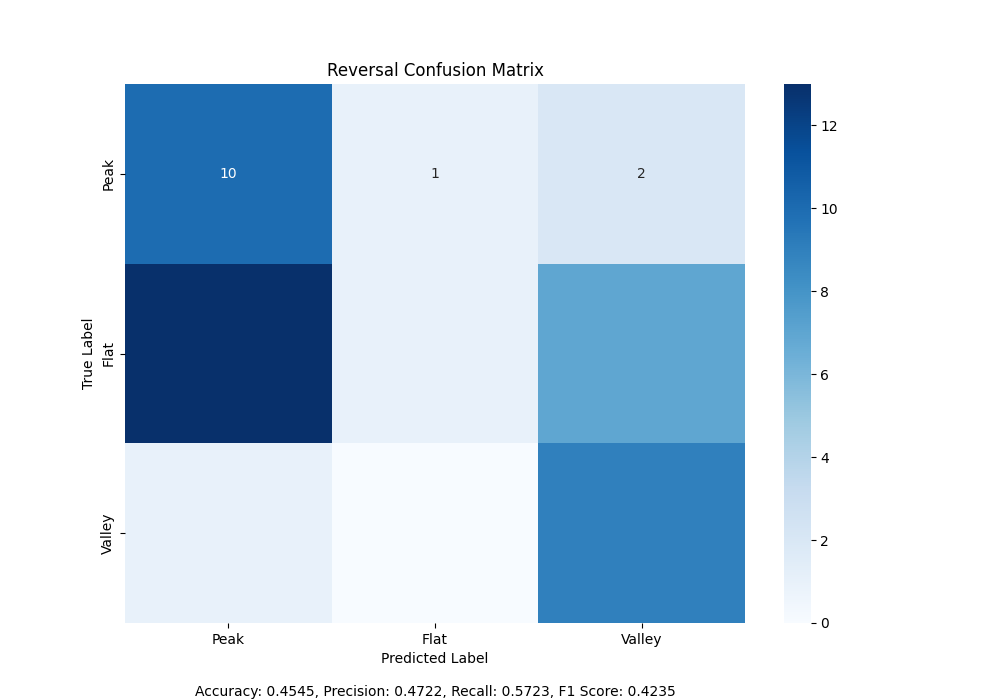 Reversal Confusion Matrix
12
10
8
6
4
2
0
True Label
Peak
Flat
Valley
10 1 2
Peak Flat Valley
Predicted Label
Accuracy: 0.4545, Precision: 0.4722, Recall: 0.5723, F1 Score: 0.4235